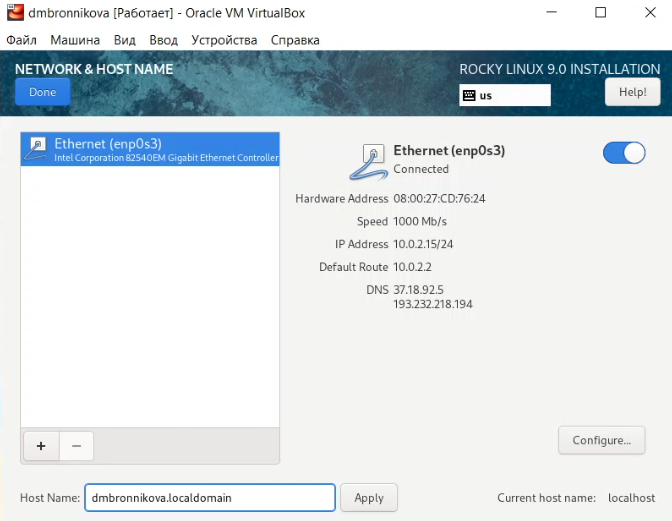 dmbronnikova [Работает] - Oracle VM VirtualBox
Файл Машина Вид Ввод Устройства Справка
NETWORK & HOST NAME
ROCKY LINUX 9.0 INSTALLATION
Done
us
Help!
Ethernet (enp0s3)
Intel Corporation 82540EM Gigabit Ethernet Controller
Ethernet (enp0s3)
Connected
Hardware Address 08:00:27:CD:76:24
Speed 1000 Mb/s
IP Address 10.0.2.15/24
Default Route 10.0.2.2
DNS 37.18.92.5
193.232.218.194
+ −
Configure...
Host Name: dmbronnikova.localdomain Apply Current host name: localhost